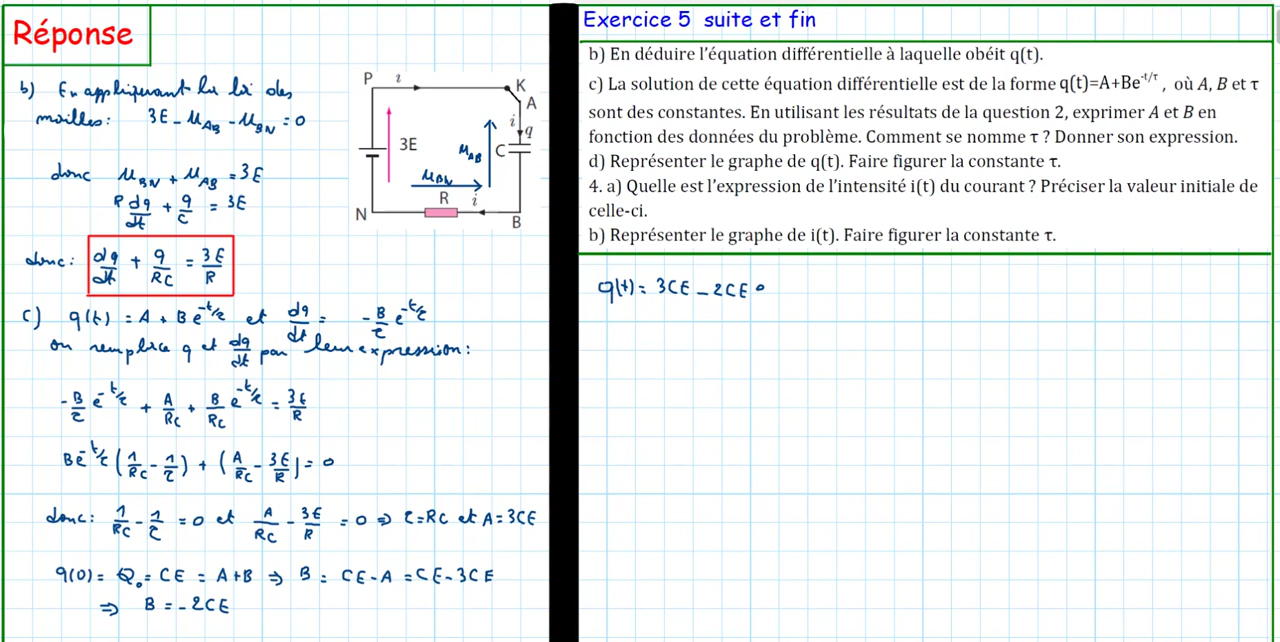 Réponse
b) En appliquant la loi des
mailles : 3E - u_AB - u_BN = 0
donc u_BN + u_AB = 3E
R dq/dt + q/C = 3E
donc : dq/dt + q/RC = 3E/R
c) q(t) = A + B e^-t/τ et dq/dt = -B/τ e^-t/τ
on remplace q et dq/dt par leur expression :
-B/τ e^-t/τ + A/RC + B/RC e^-t/τ = 3E/R
B e^-t/τ (1/RC - 1/τ) + (A/RC - 3E/R) = 0
donc : 1/RC - 1/τ = 0 et A/RC - 3E/R = 0 ⇒ τ = RC et A = 3CE
q(0) = Q₀ = CE = A + B ⇒ B = CE - A = CE - 3CE
⇒ B = -2CE
P i K
A
i
q
3E u_AB C
u_BN
R i
N B
Exercice 5 suite et fin
b) En déduire l'équation différentielle à laquelle obéit q(t).
c) La solution de cette équation différentielle est de la forme q(t)=A+Be^-t/τ, où A, B et τ
sont des constantes. En utilisant les résultats de la question 2, exprimer A et B en
fonction des données du problème. Comment se nomme τ ? Donner son expression.
d) Représenter le graphe de q(t). Faire figurer la constante τ.
4. a) Quelle est l'expression de l'intensité i(t) du courant ? Préciser la valeur initiale de
celle-ci.
b) Représenter le graphe de i(t). Faire figurer la constante τ.
q(t) = 3CE - 2CE